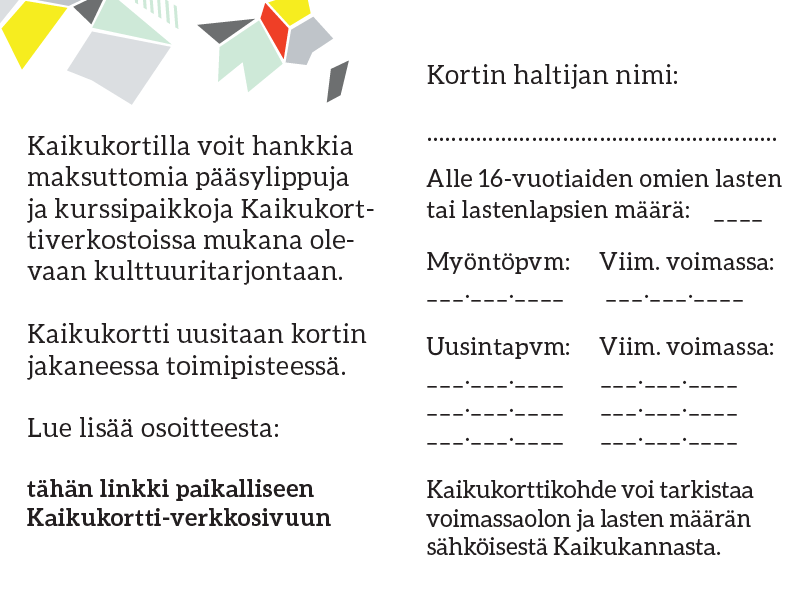 Kaikukortilla voit hankkia
maksuttomia pääsylippuja
ja kurssipaikkoja Kaikukort-
tiverkostoissa mukana ole-
vaan kulttuuritarjontaan.
Kaikukortti uusitaan kortin
jakaneessa toimipisteessä.
Lue lisää osoitteesta:
tähän linkki paikalliseen
Kaikukortti-verkkosivuun
Kortin haltijan nimi:
........................................................
Alle 16-vuotiaiden omien lasten
tai lastenlapsien määrä: ____
Myöntöpvm: Viim. voimassa:
___.___.____ ___.___.____
Uusintapvm: Viim. voimassa:
___.___.____ ___.___.____
___.___.____ ___.___.____
___.___.____ ___.___.____
Kaikukorttikohde voi tarkistaa
voimassaolon ja lasten määrän
sähköisestä Kaikukannasta.